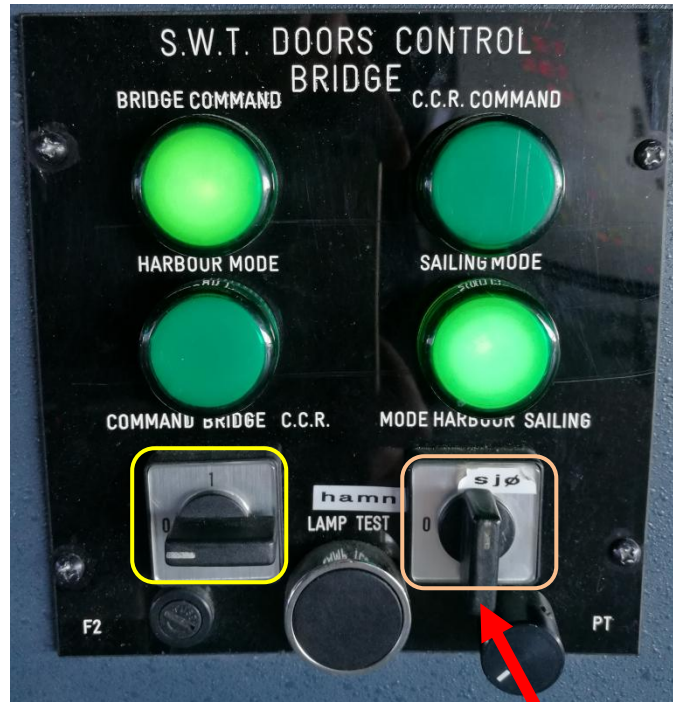 S.W.T. DOORS CONTROL
BRIDGE
BRIDGE COMMAND C.C.R. COMMAND
HARBOUR MODE SAILING MODE
COMMAND BRIDGE C.C.R. MODE HARBOUR SAILING
1
sjø
hamn
0
0
LAMP TEST
F2
PT